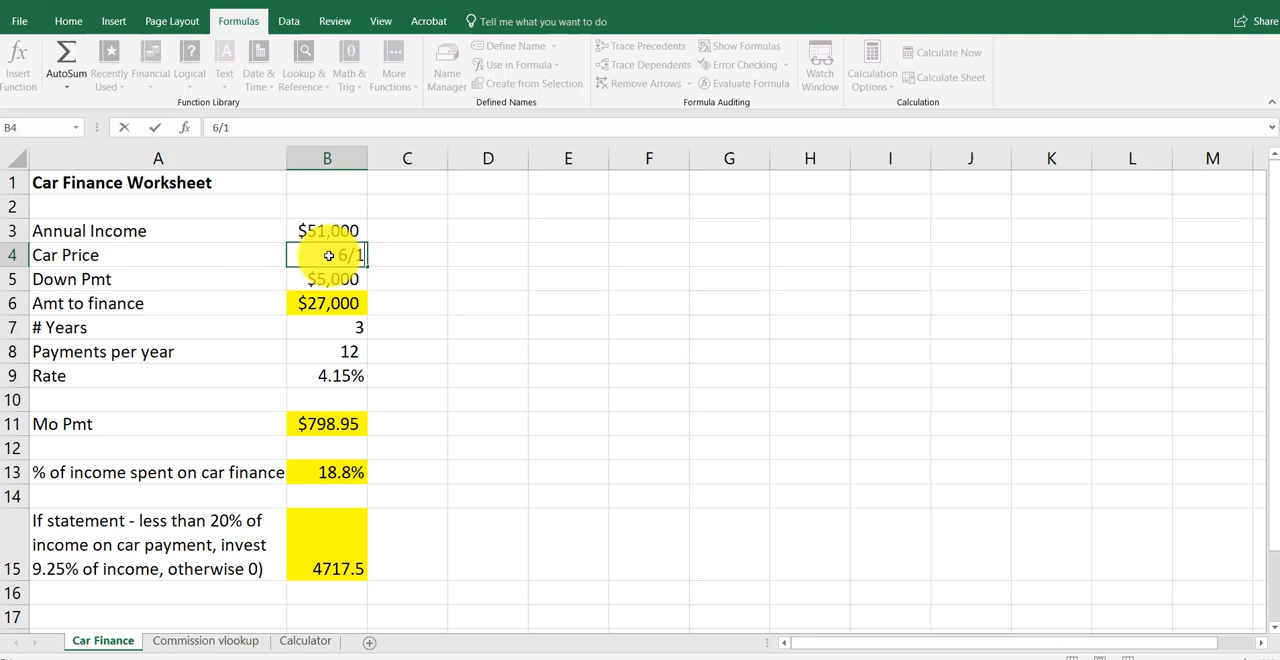 File Home Insert Page Layout Formulas Data Review View Acrobat Tell me what you want to do Share
fx Insert Function
AutoSum
Recently Used
Financial
Logical
Text
Date & Time
Lookup & Reference
Math & Trig
More Functions
Function Library
Name Manager
Define Name
Use in Formula
Create from Selection
Defined Names
Trace Precedents
Trace Dependents
Remove Arrows
Show Formulas
Error Checking
Evaluate Formula
Formula Auditing
Watch Window
Calculation Options
Calculate Now
Calculate Sheet
Calculation
B4 fx 6/1
A B C D E F G H I J K L M
1 Car Finance Worksheet
2
3 Annual Income $51,000
4 Car Price 6/1
5 Down Pmt $5,000
6 Amt to finance $27,000
7 # Years 3
8 Payments per year 12
9 Rate 4.15%
10
11 Mo Pmt $798.95
12
13 % of income spent on car finance 18.8%
14
If statement - less than 20% of
income on car payment, invest
15 9.25% of income, otherwise 0) 4717.5
16
17
Car Finance Commission vlookup Calculator